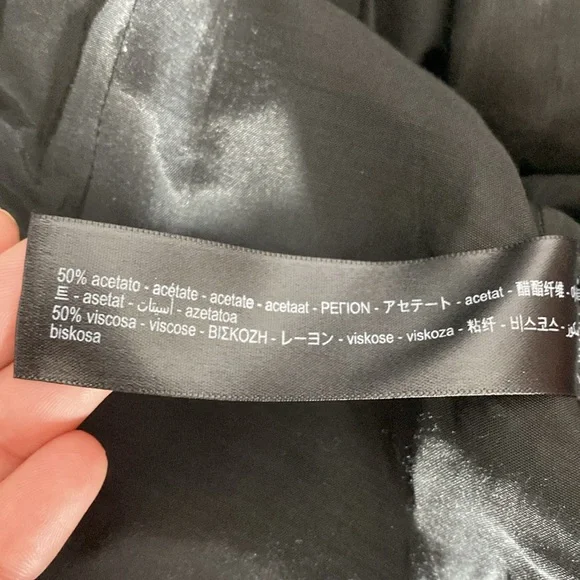 50% acetato - acétate - acetate - acetaat - ΡΕΓΙΟΝ - アセテート - acetat - 醋酯纤维 -
트 - asetat - أسيتات - azetatoa
50% viscosa - viscose - ΒΙΣΚΟΖΗ - レーヨン - viskose - viskoza - 粘纤 - 비스코스 -
biskosa